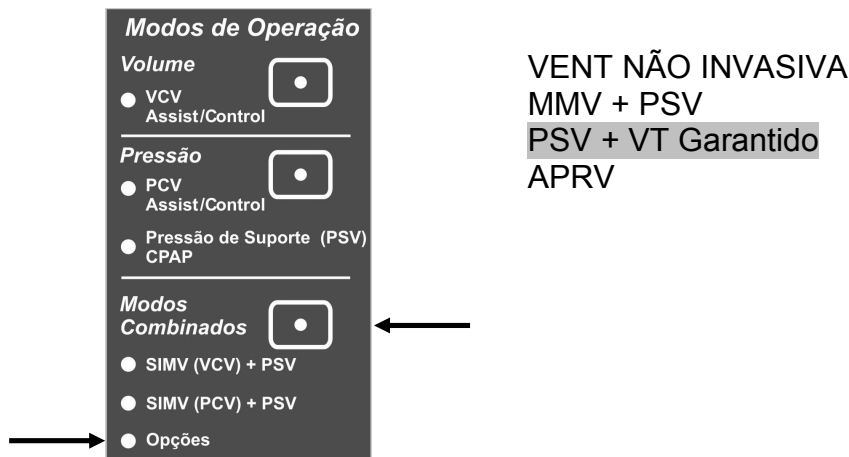 Modos de Operação
Volume
VCV
Assist/Control
Pressão
PCV
Assist/Control
Pressão de Suporte (PSV)
CPAP
Modos
Combinados
SIMV (VCV) + PSV
SIMV (PCV) + PSV
Opções
VENT NÃO INVASIVA
MMV + PSV
PSV + VT Garantido
APRV